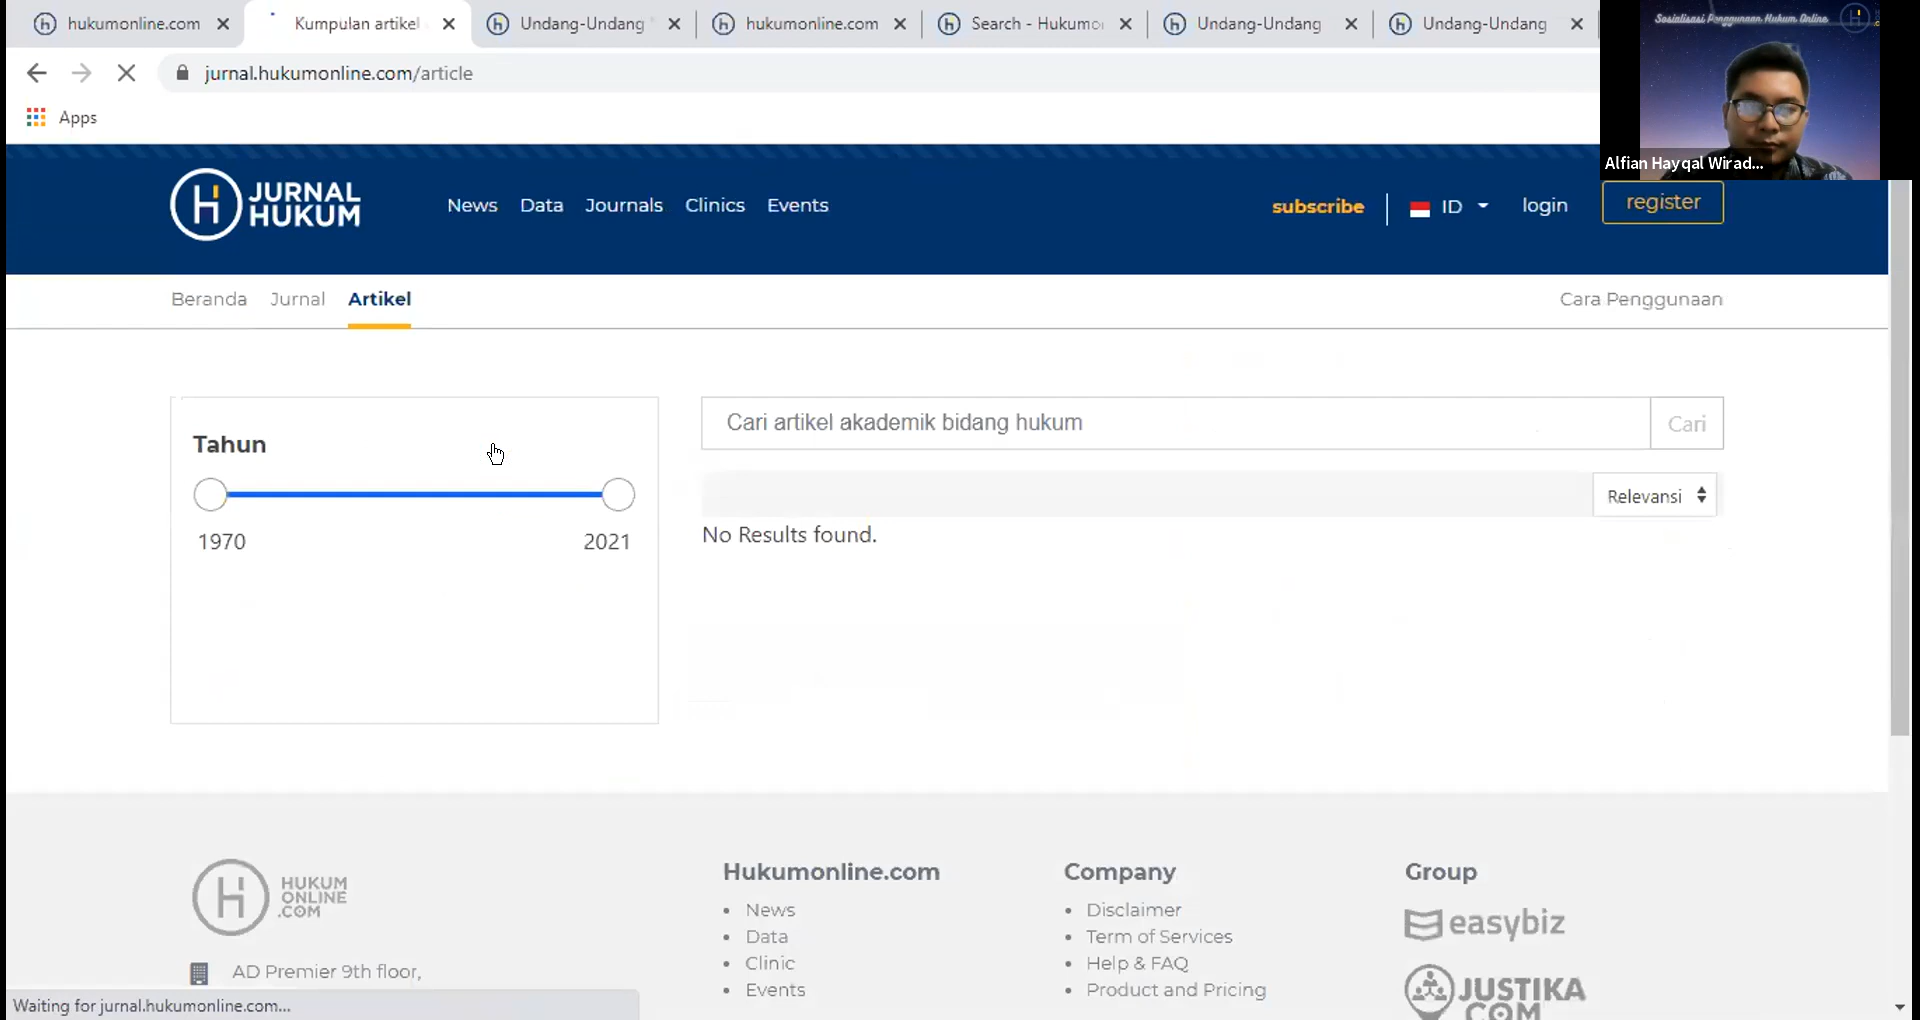 hukumonline.com
Kumpulan artikel
Undang-Undang
hukumonline.com
Search - Hukumo
Undang-Undang
Undang-Undang
Sosialisasi Penggunaan Hukum Online
jurnal.hukumonline.com/article
Apps
Alfian Hayqal Wirad...
JURNAL
HUKUM
News
Data
Journals
Clinics
Events
subscribe
ID
login
register
Beranda
Jurnal
Artikel
Cara Penggunaan
Tahun
1970
2021
Cari artikel akademik bidang hukum
Cari
Relevansi
No Results found.
HUKUM
ONLINE
.COM
AD Premier 9th floor,
Hukumonline.com
News
Data
Clinic
Events
Company
Disclaimer
Term of Services
Help & FAQ
Product and Pricing
Group
easybiz
JUSTIKA
.COM
Waiting for jurnal.hukumonline.com...